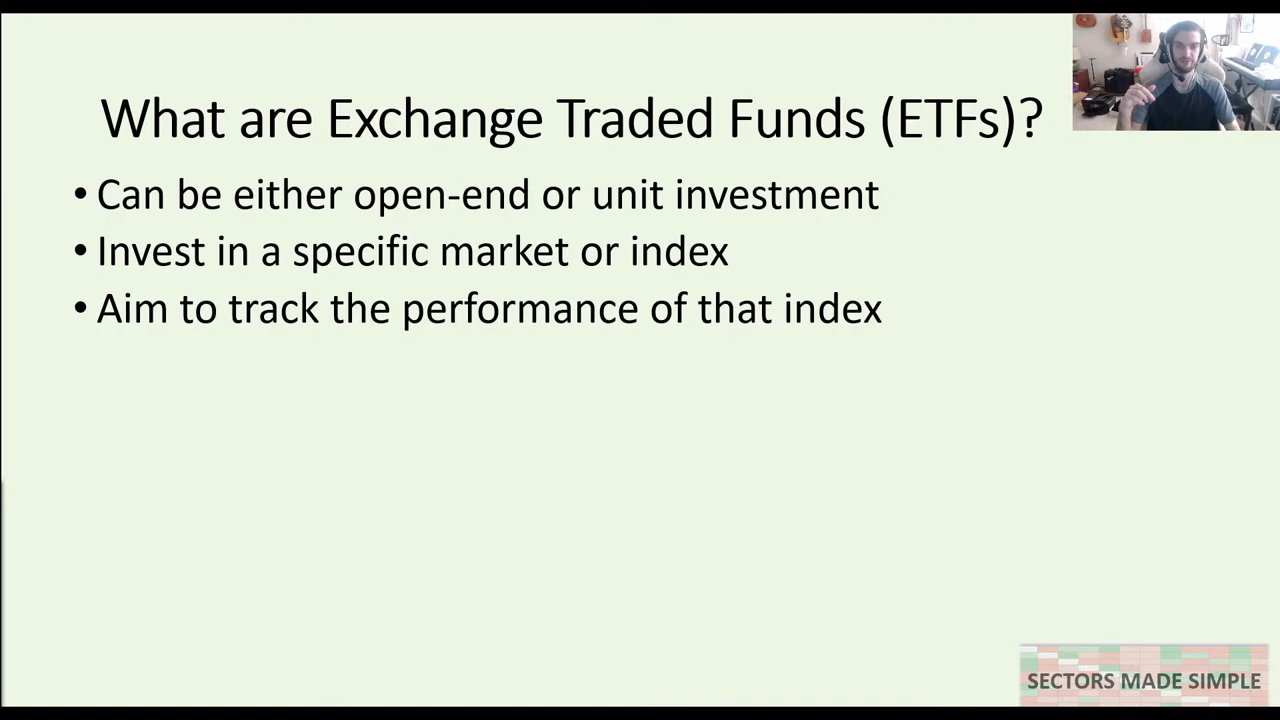 What are Exchange Traded Funds (ETFs)?
• Can be either open-end or unit investment
• Invest in a specific market or index
• Aim to track the performance of that index
SECTORS MADE SIMPLE